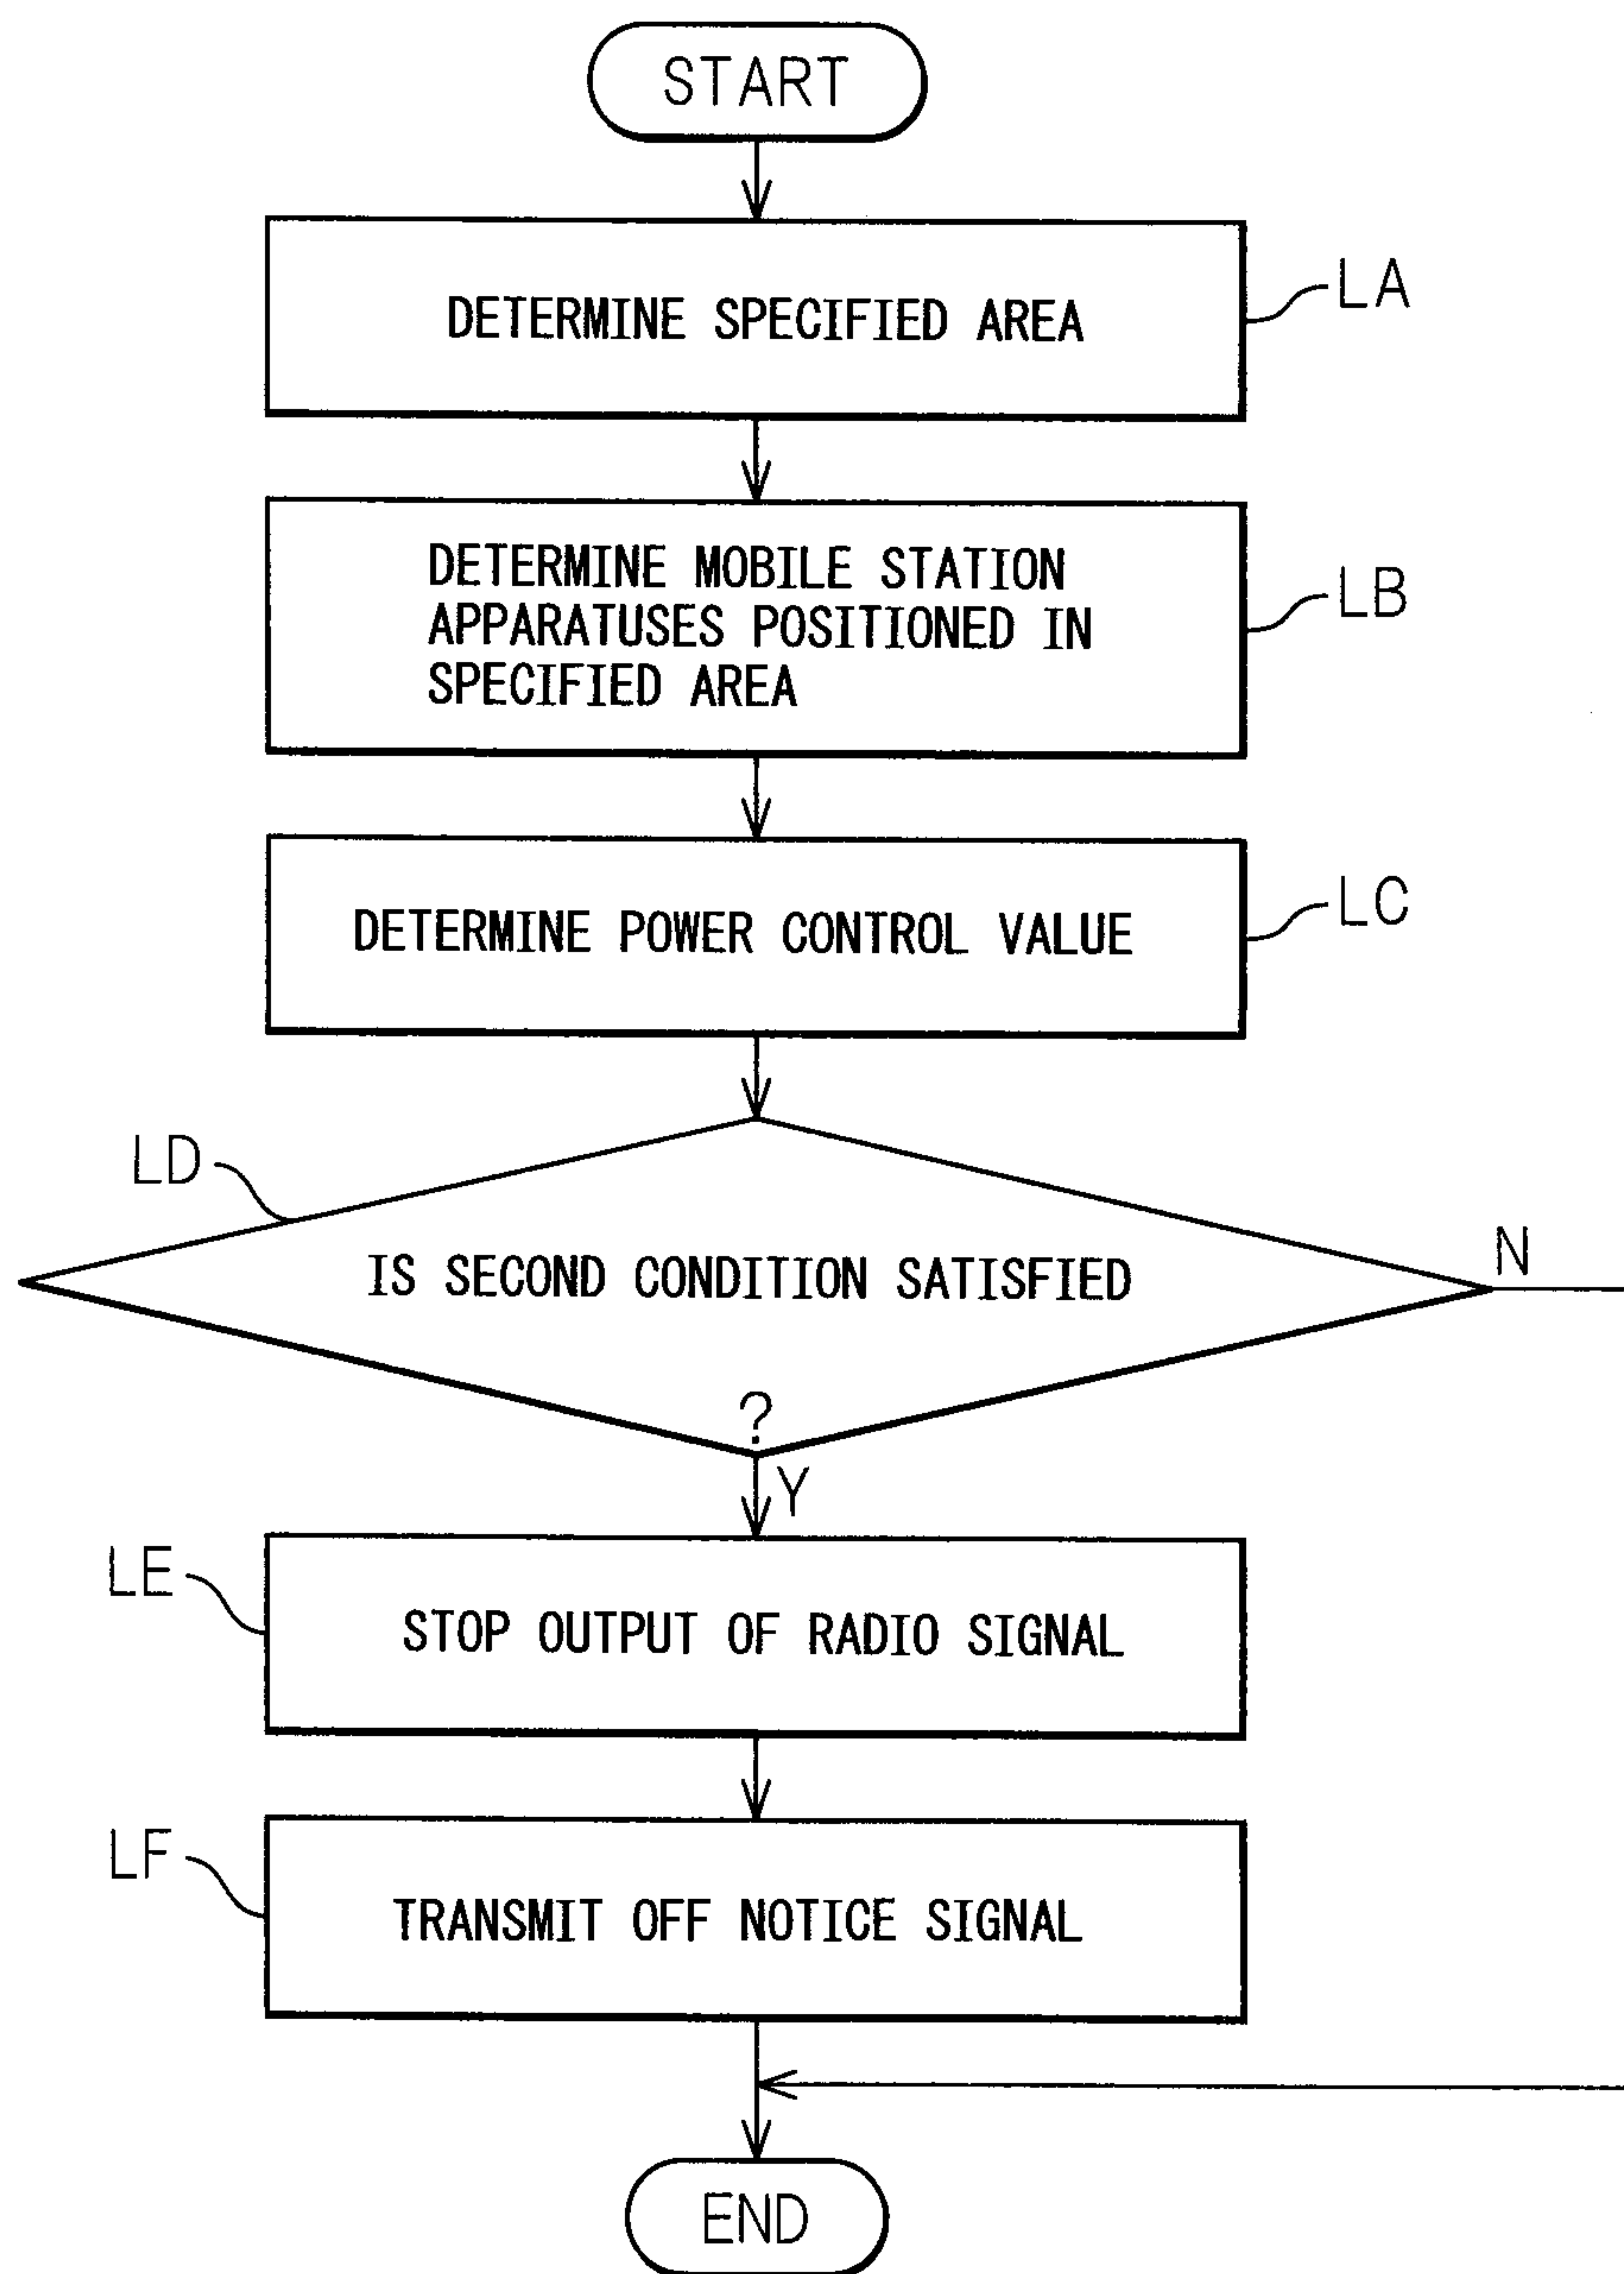 START
DETERMINE SPECIFIED AREA
LA
DETERMINE MOBILE STATION
APPARATUSES POSITIONED IN
SPECIFIED AREA
LB
DETERMINE POWER CONTROL VALUE
LC
LD
IS SECOND CONDITION SATISFIED
?
N
Y
LE
STOP OUTPUT OF RADIO SIGNAL
LF
TRANSMIT OFF NOTICE SIGNAL
END